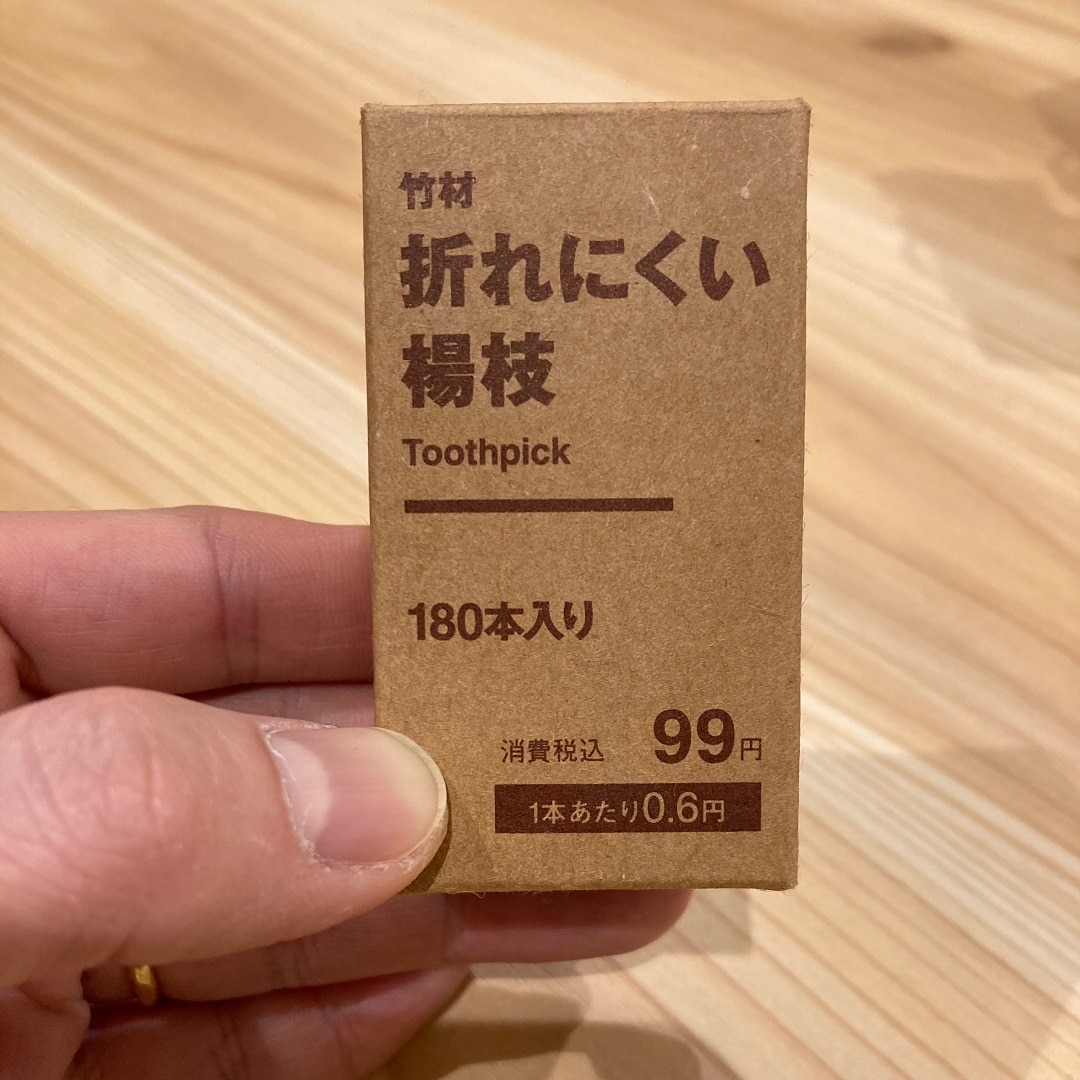 竹材
折れにくい
楊枝
Toothpick
180本入り
消費税込 99円
1本あたり0.6円